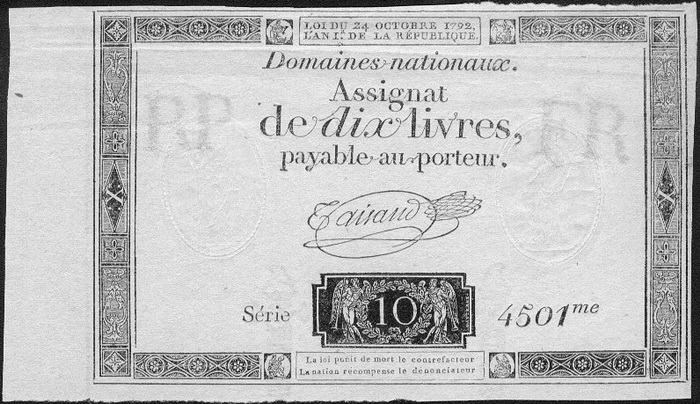 LOI DU 24 OCTOBRE 1792,
L'AN I.er DE LA RÉPUBLIQUE.
Domaines nationaux.
Assignat
de dix livres,
payable au porteur.
Taisaud
X
X
Série 10 4501me
La loi punit de mort le contrefacteur
La nation récompense le dénonciateur